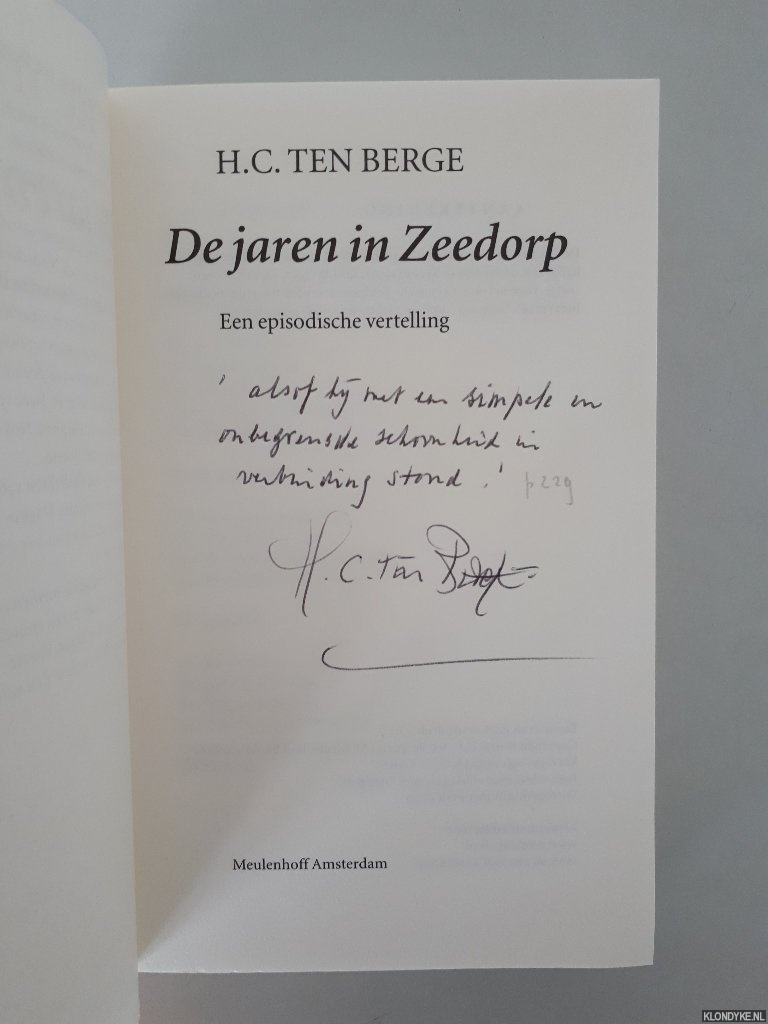 H.C. TEN BERGE
De jaren in Zeedorp
Een episodische vertelling
' alsof hij met een simpele en
onbegrensde schoonheid in
verbinding stond.' p 229
H.C. Ten Berge
Meulenhoff Amsterdam
KLONDYKE.NL